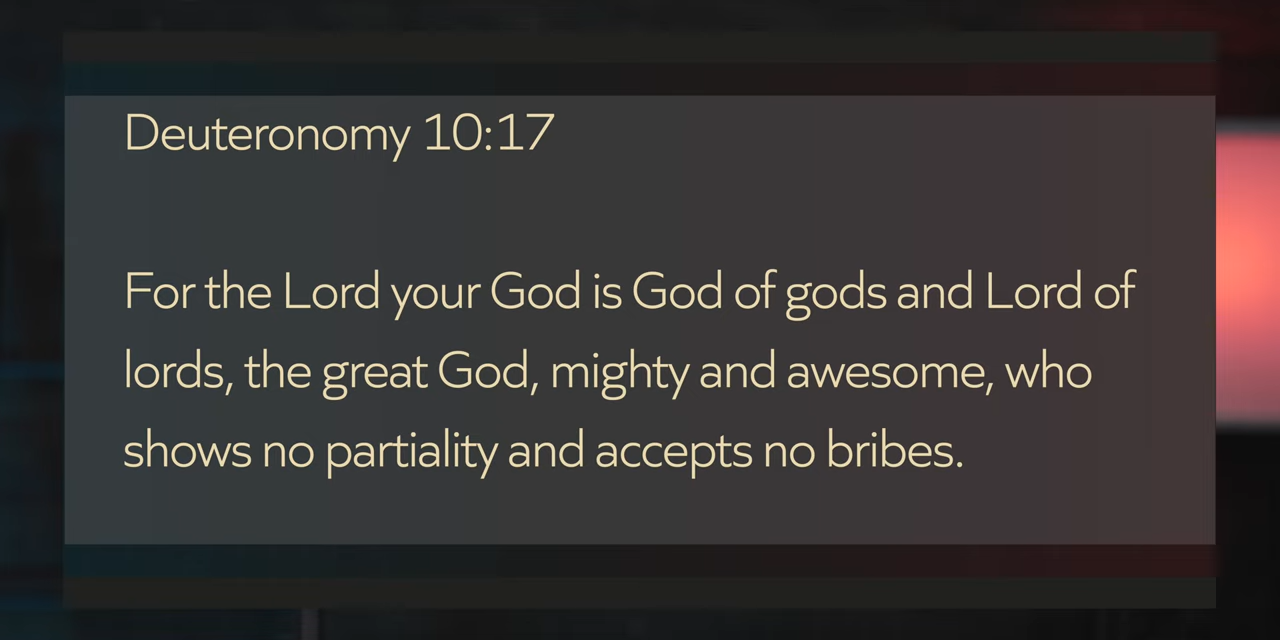 Deuteronomy 10:17
For the Lord your God is God of gods and Lord of
lords, the great God, mighty and awesome, who
shows no partiality and accepts no bribes.